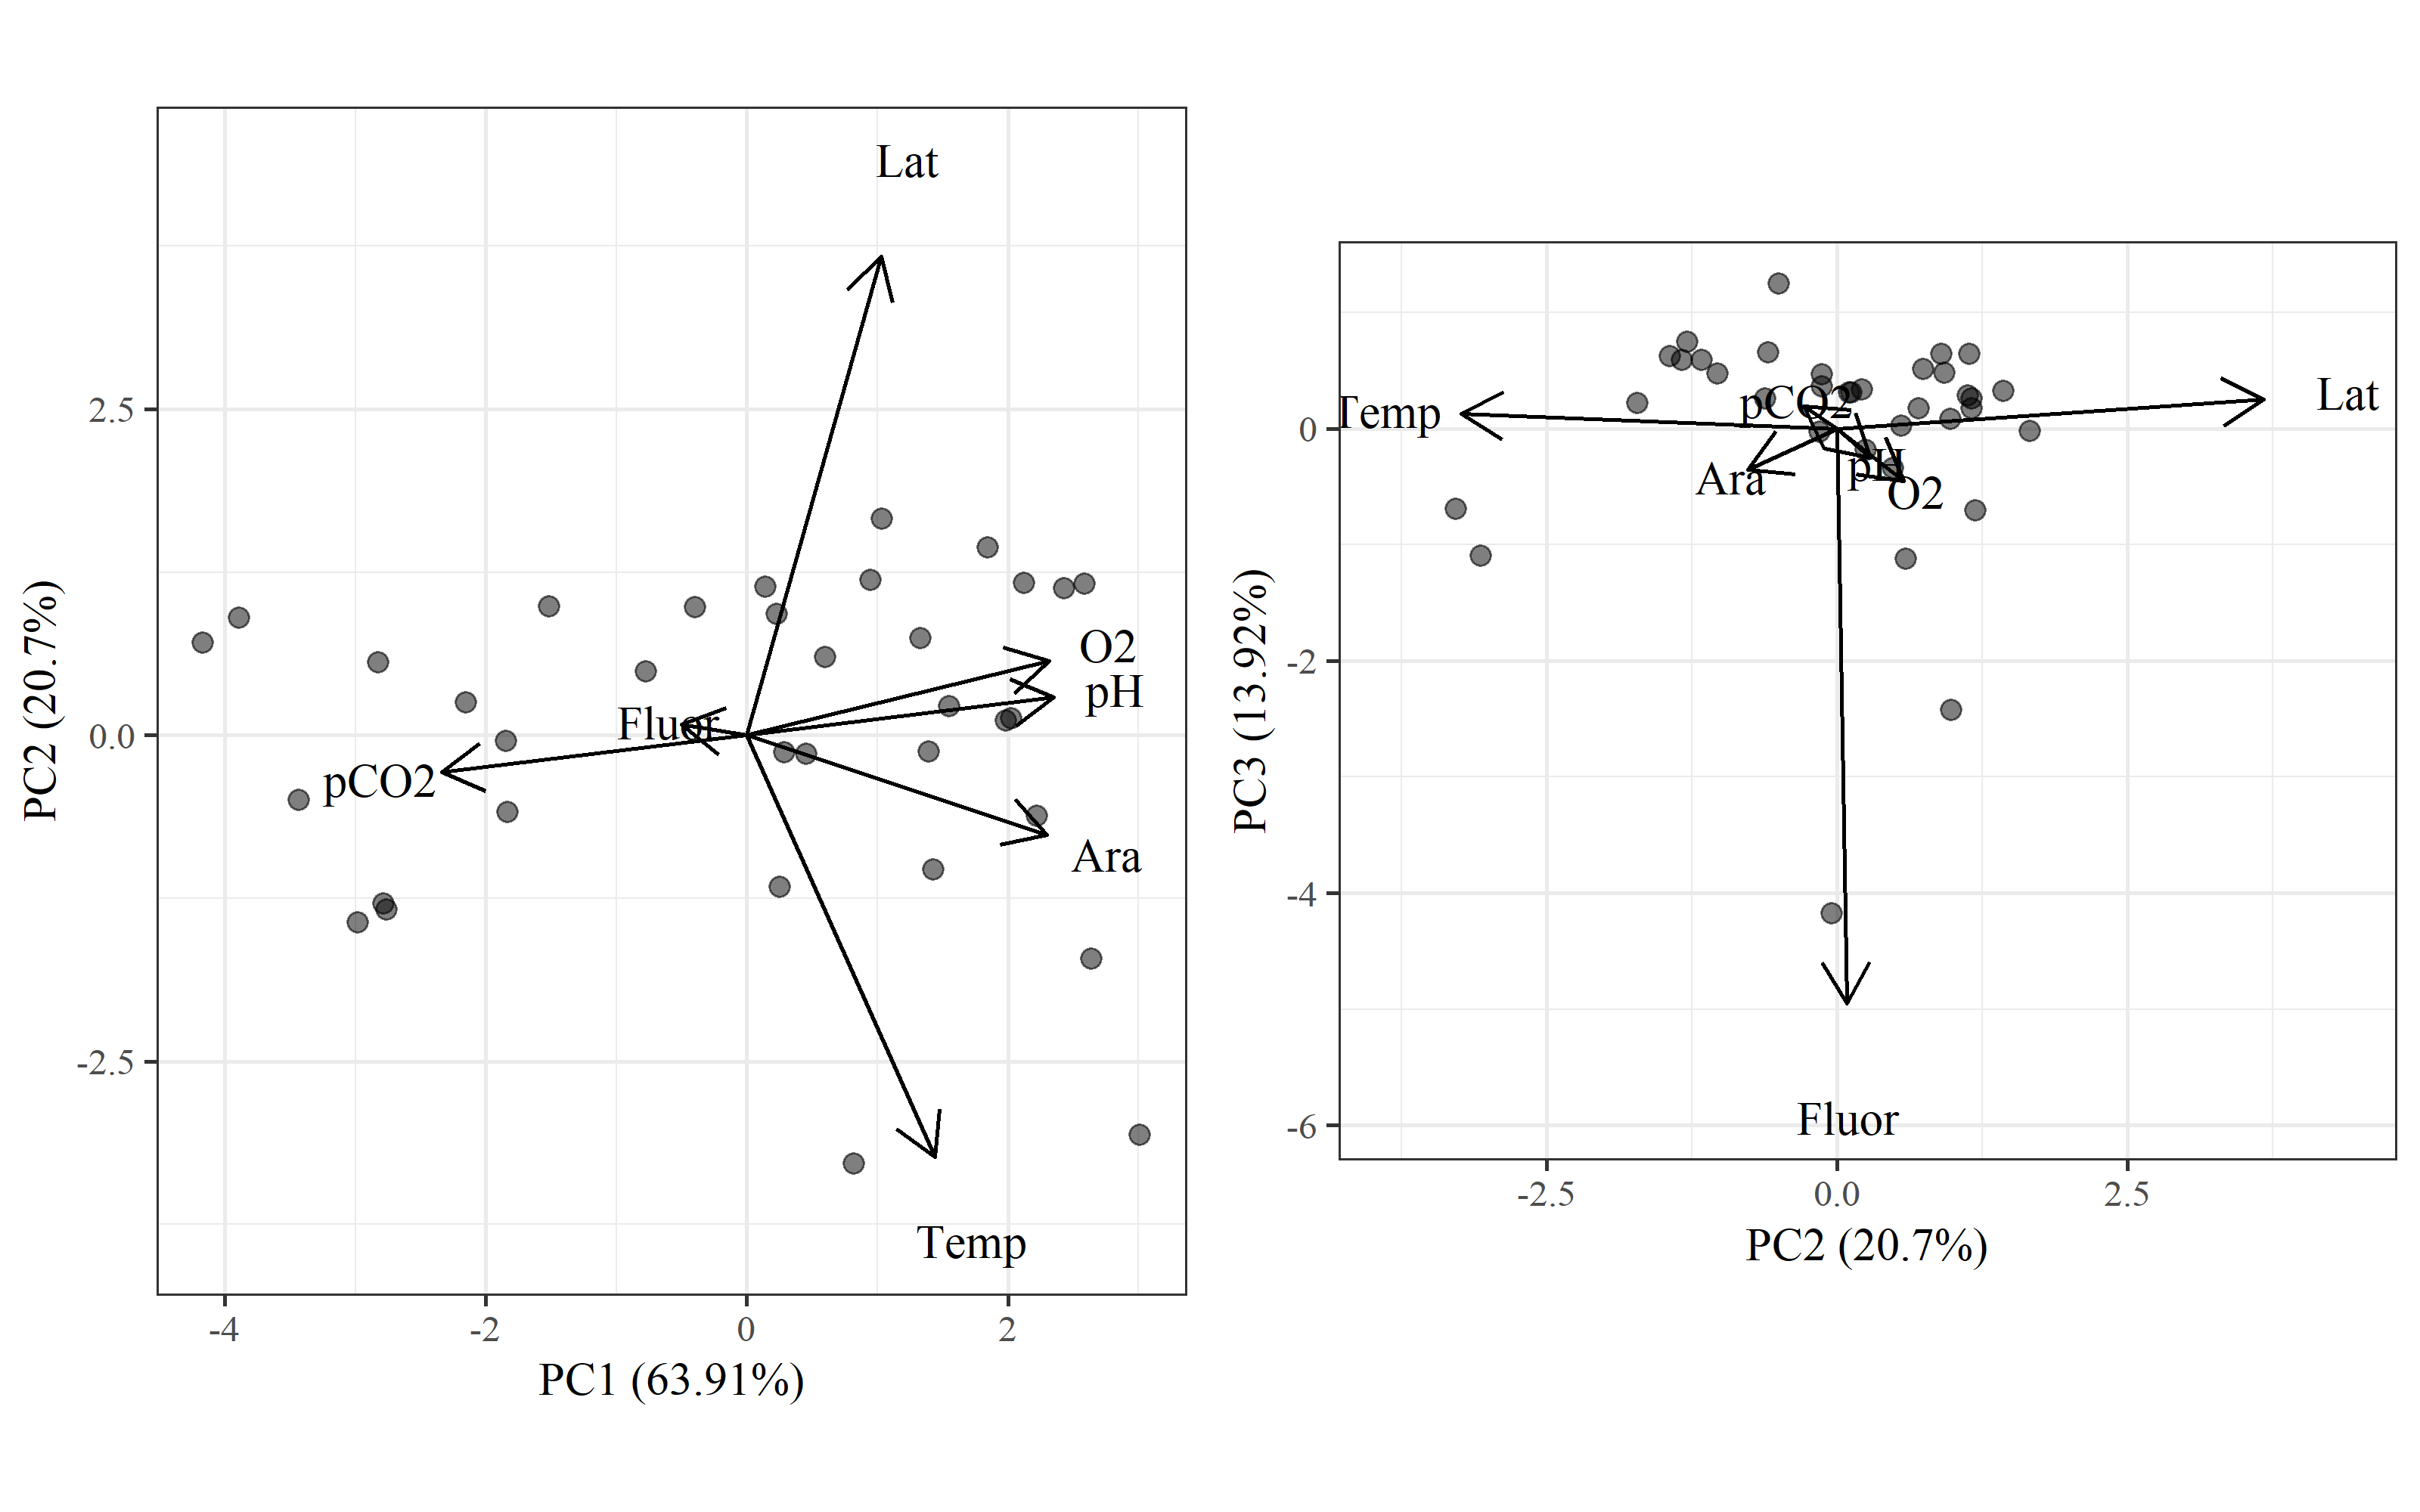 Lat
O2
pH
Fluor
pCO2
Ara
Temp
2.5
0.0
-2.5
-4
-2
0
2
PC2 (20.7%)
PC1 (63.91%)
Temp
pCO2
Lat
Ara
pH
O2
Fluor
0
-2
-4
-6
-2.5
0.0
2.5
PC3 (13.92%)
PC2 (20.7%)